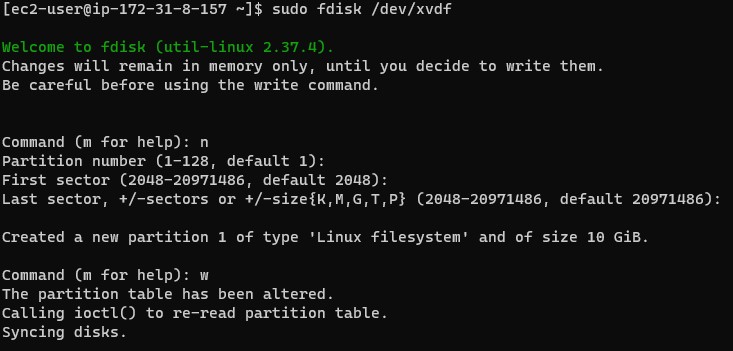 [ec2-user@ip-172-31-8-157 ~]$ sudo fdisk /dev/xvdf
Welcome to fdisk (util-linux 2.37.4).
Changes will remain in memory only, until you decide to write them.
Be careful before using the write command.
Command (m for help): n
Partition number (1-128, default 1):
First sector (2048-20971486, default 2048):
Last sector, +/-sectors or +/-size{K,M,G,T,P} (2048-20971486, default 20971486):
Created a new partition 1 of type 'Linux filesystem' and of size 10 GiB.
Command (m for help): w
The partition table has been altered.
Calling ioctl() to re-read partition table.
Syncing disks.